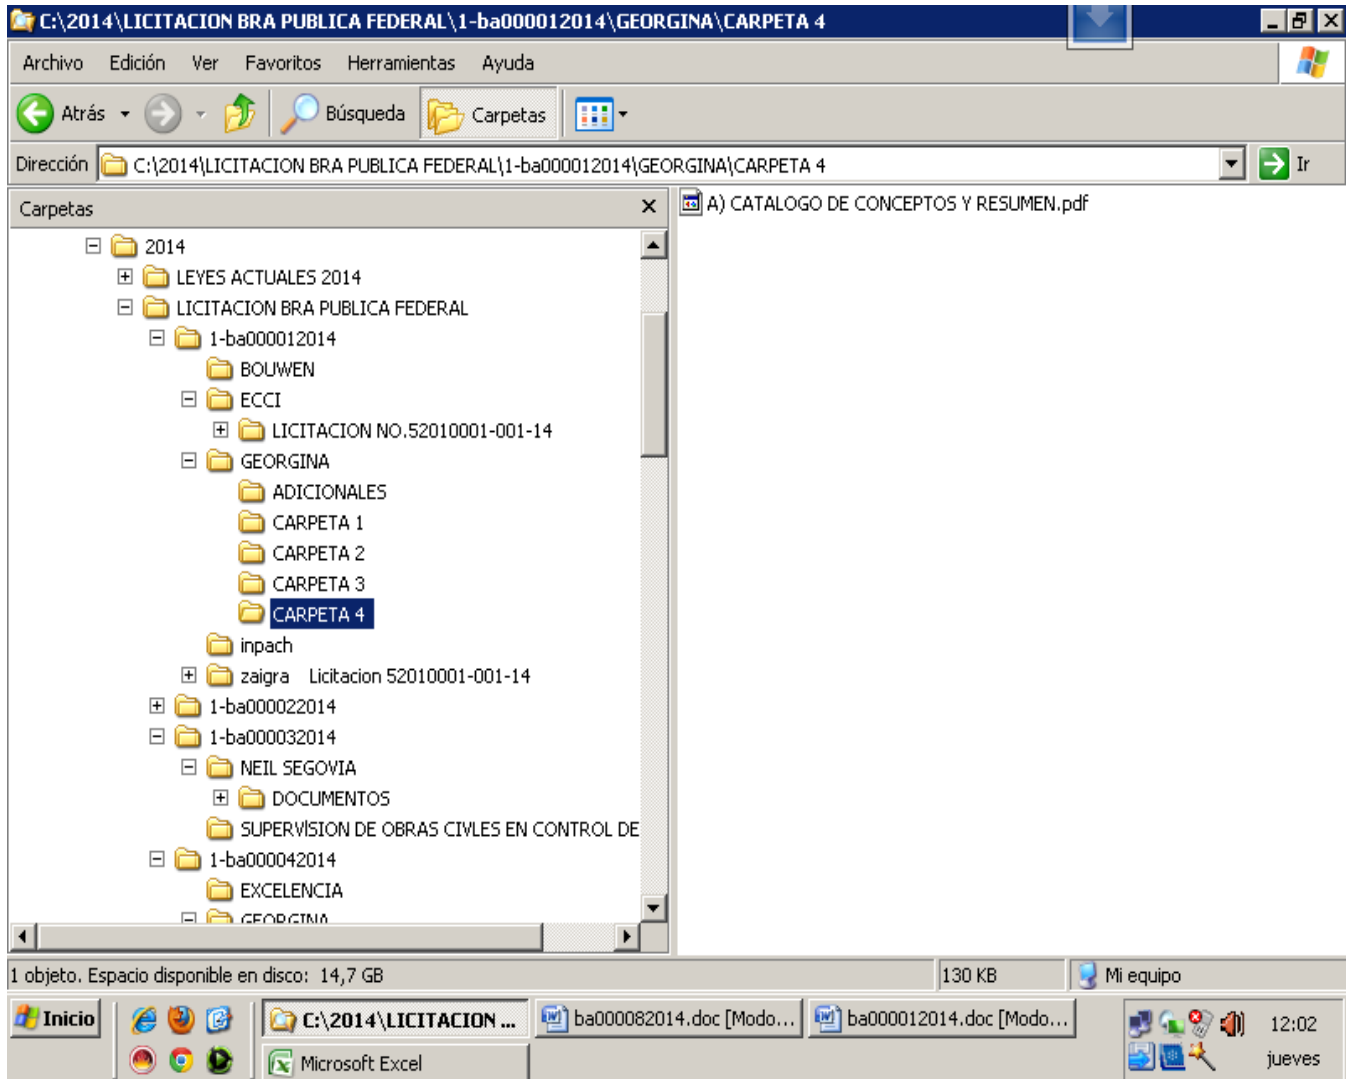 C:\2014\LICITACION BRA PUBLICA FEDERAL\1-ba000012014\GEORGINA\CARPETA 4
Archivo Edición Ver Favoritos Herramientas Ayuda
Atrás Búsqueda Carpetas
Dirección C:\2014\LICITACION BRA PUBLICA FEDERAL\1-ba000012014\GEORGINA\CARPETA 4 Ir
Carpetas
A) CATALOGO DE CONCEPTOS Y RESUMEN.pdf
2014
LEYES ACTUALES 2014
LICITACION BRA PUBLICA FEDERAL
1-ba000012014
BOUWEN
ECCI
LICITACION NO.52010001-001-14
GEORGINA
ADICIONALES
CARPETA 1
CARPETA 2
CARPETA 3
CARPETA 4
inpach
zaigra Licitacion 52010001-001-14
1-ba000022014
1-ba000032014
NEIL SEGOVIA
DOCUMENTOS
SUPERVÍSION DE OBRAS CIVLES EN CONTROL DE
1-ba000042014
EXCELENCIA
GEORGINA
1 objeto. Espacio disponible en disco: 14,7 GB 130 KB Mi equipo
Inicio C:\2014\LICITACION ... ba000082014.doc [Modo... ba000012014.doc [Modo... 12:02
Microsoft Excel jueves